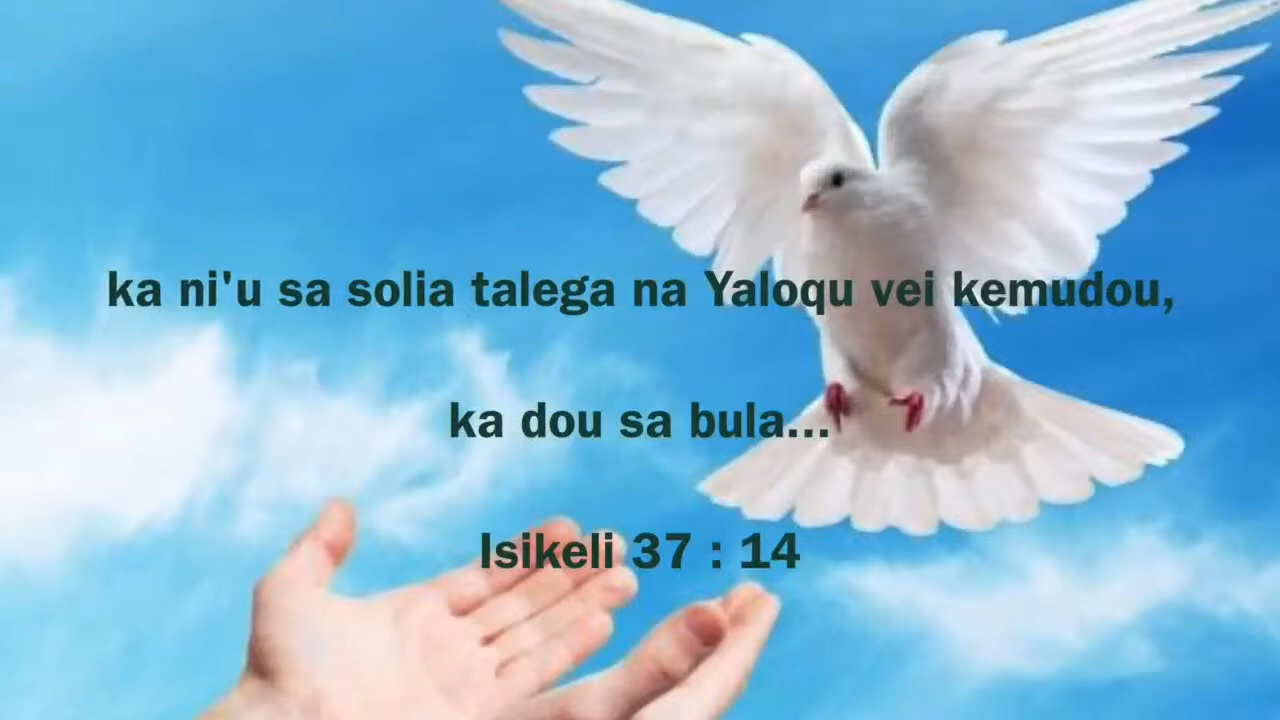 ka ni'u sa solia talega na Yaloqu vei kemudou,
ka dou sa bula...
Isikeli 37 : 14